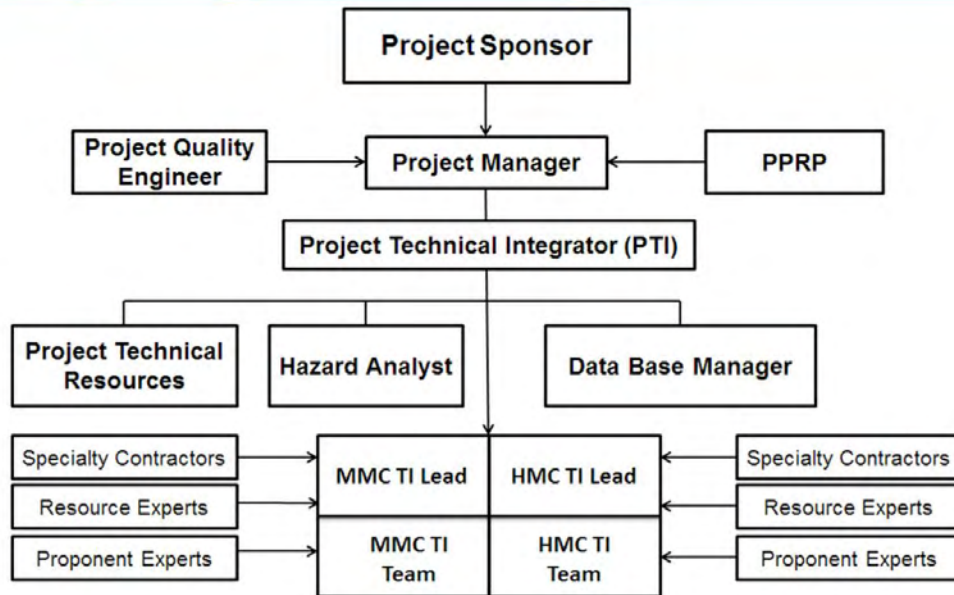 Project Sponsor
Project Quality
Engineer
Project Manager
PPRP
Project Technical Integrator (PTI)
Project Technical
Resources
Hazard Analyst
Data Base Manager
Specialty Contractors
Resource Experts
Proponent Experts
MMC TI Lead
HMC TI Lead
MMC TI
Team
HMC TI
Team
Specialty Contractors
Resource Experts
Proponent Experts